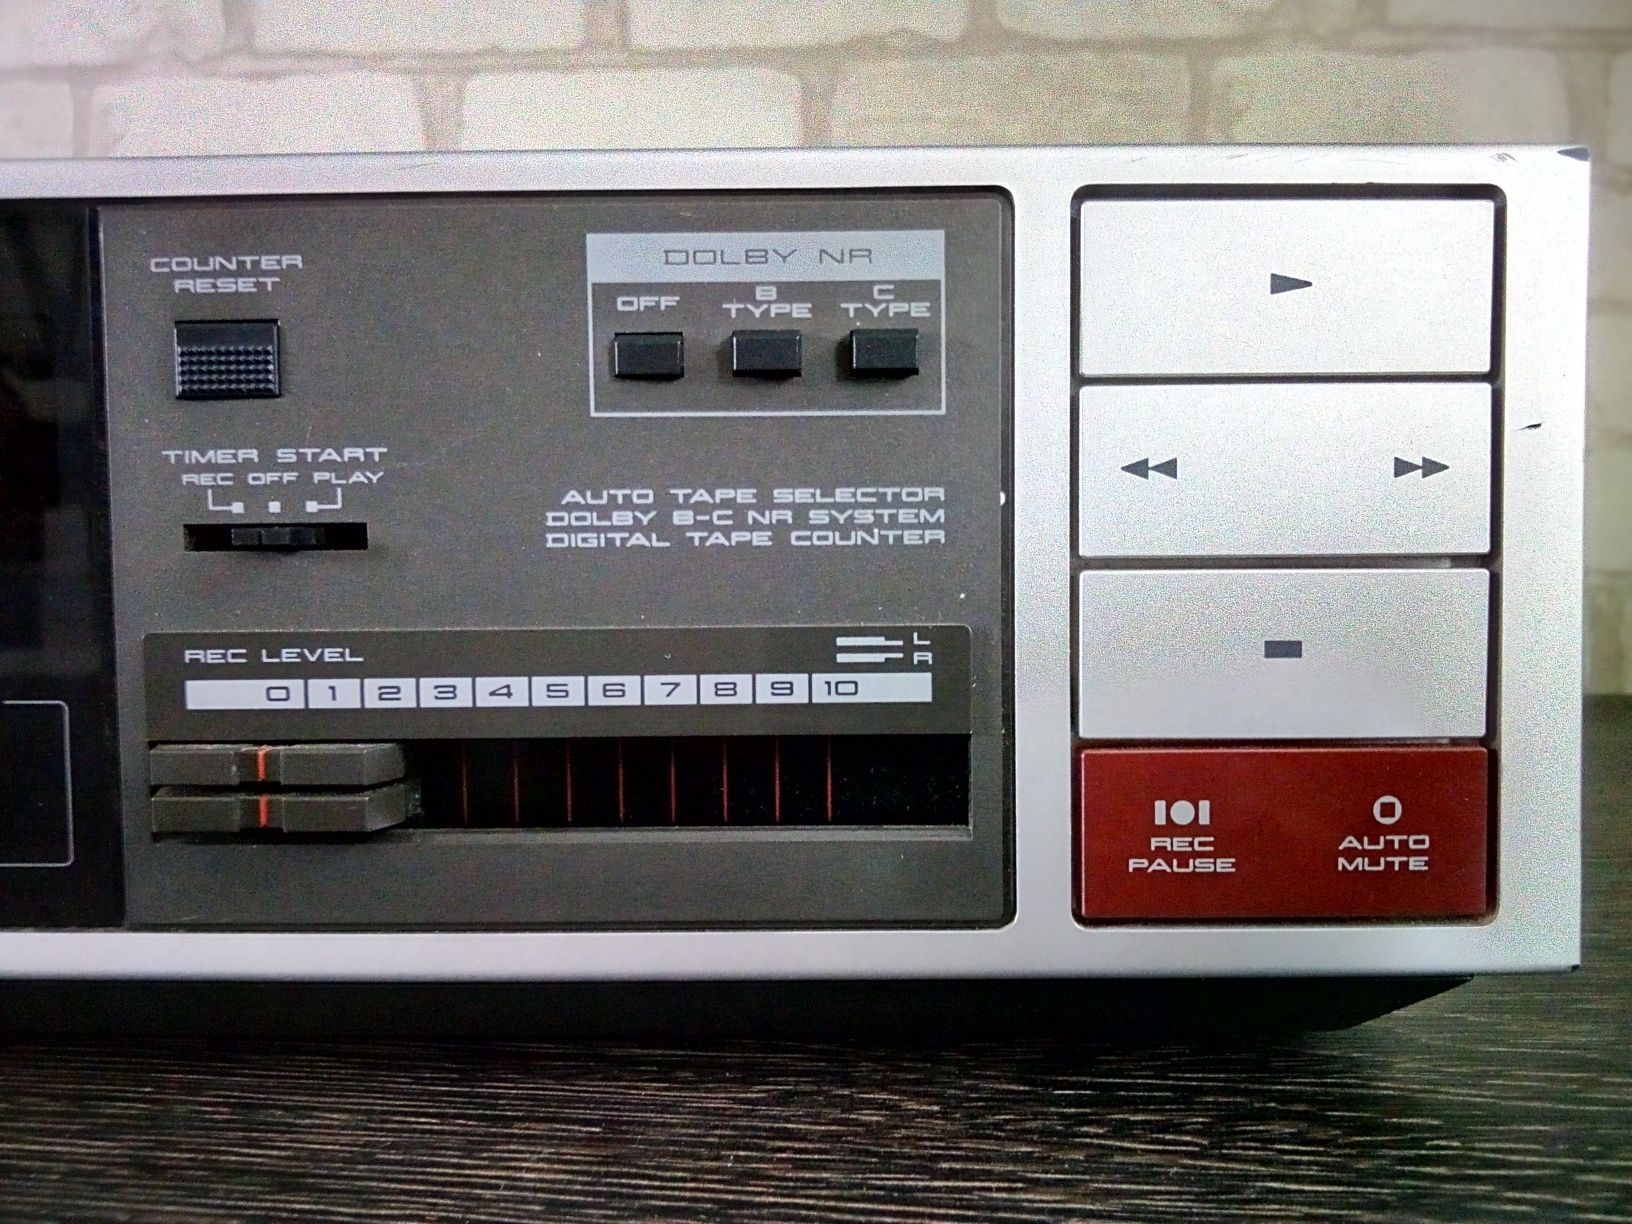 COUNTER
RESET
DOLBY NR
OFF
B
TYPE
C
TYPE
TIMER START
REC OFF PLAY
AUTO TAPE SELECTOR
DOLBY B-C NR SYSTEM
DIGITAL TAPE COUNTER
REC LEVEL
L
R
0 1 2 3 4 5 6 7 8 9 10
REC
PAUSE
AUTO
MUTE